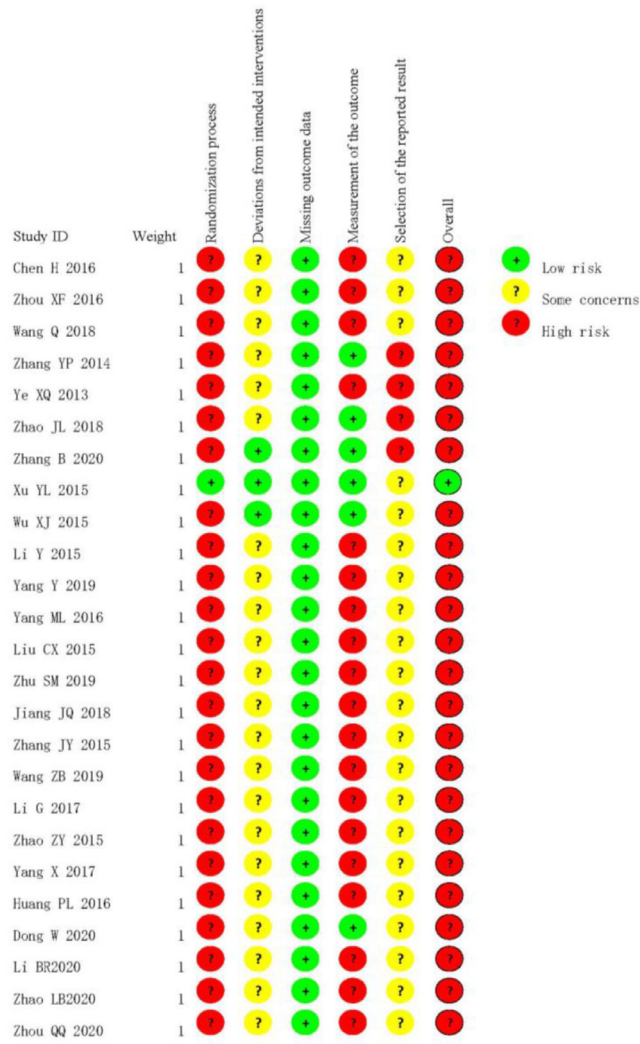 Study ID Weight Randomization process Deviations from intended interventions Missing outcome data Measurement of the outcome Selection of the reported result Overall
Chen H 2016 1 ? ? + ? ? ? + Low risk
Zhou XF 2016 1 ? ? + ? ? ? ? Some concerns
Wang Q 2018 1 ? ? + ? ? ? ? High risk
Zhang YP 2014 1 ? ? + + ? ?
Ye XQ 2013 1 ? ? + ? ? ?
Zhao JL 2018 1 ? ? + + ? ?
Zhang B 2020 1 ? + + + ? ?
Xu YL 2015 1 + + + + ? +
Wu XJ 2015 1 ? + + + ? ?
Li Y 2015 1 ? ? + ? ? ?
Yang Y 2019 1 ? ? + ? ? ?
Yang ML 2016 1 ? ? + ? ? ?
Liu CX 2015 1 ? ? + ? ? ?
Zhu SM 2019 1 ? ? + ? ? ?
Jiang JQ 2018 1 ? ? + ? ? ?
Zhang JY 2015 1 ? ? + ? ? ?
Wang ZB 2019 1 ? ? + ? ? ?
Li G 2017 1 ? ? + ? ? ?
Zhao ZY 2015 1 ? ? + ? ? ?
Yang X 2017 1 ? ? + ? ? ?
Huang PL 2016 1 ? ? + ? ? ?
Dong W 2020 1 ? ? + + ? ?
Li BR2020 1 ? ? + ? ? ?
Zhao LB2020 1 ? ? + ? ? ?
Zhou QQ 2020 1 ? ? + ? ? ?